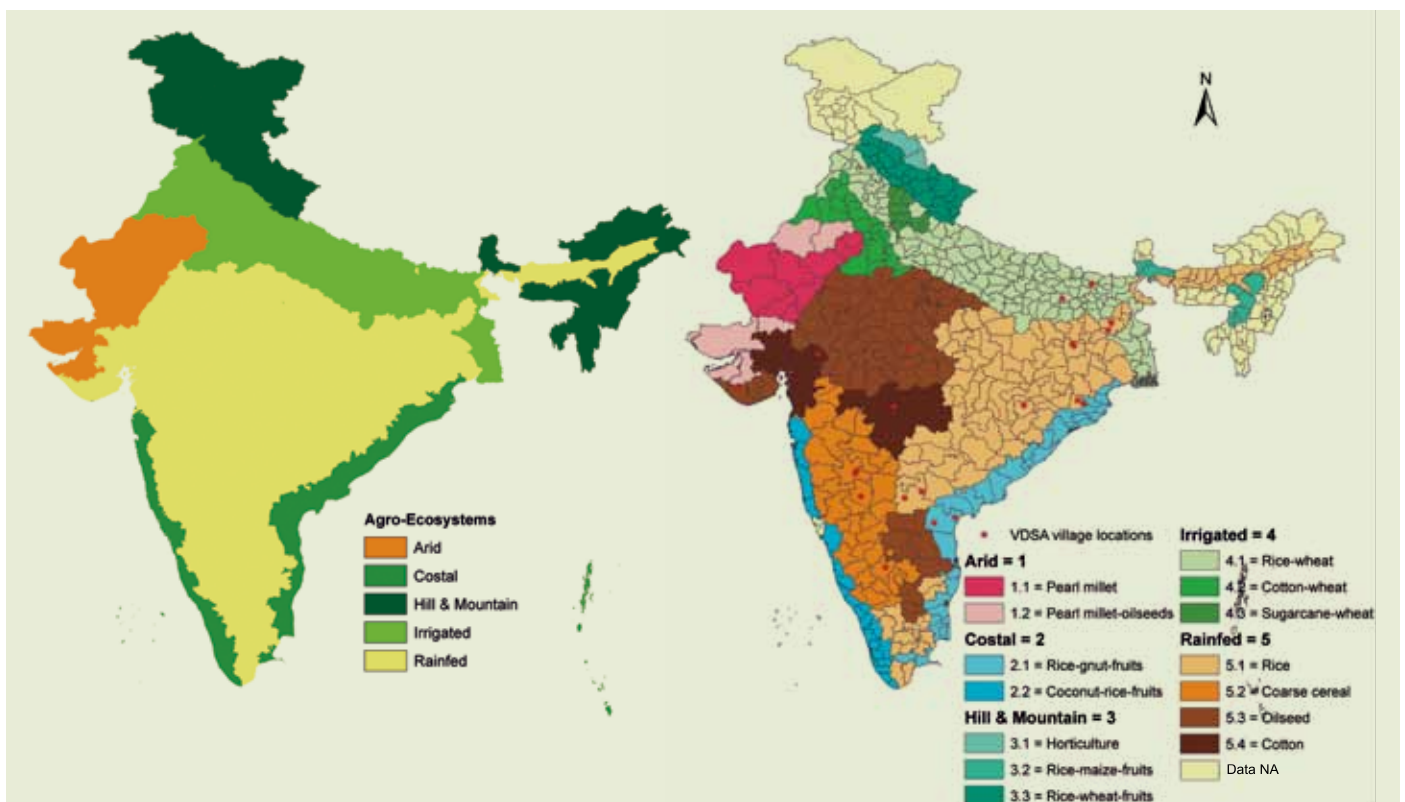 N
Agro-Ecosystems
Arid
Costal
Hill & Mountain
Irrigated
Rainfed
VDSA village locations
Arid = 1
1.1 = Pearl millet
1.2 = Pearl millet-oilseeds
Costal = 2
2.1 = Rice-gnut-fruits
2.2 = Coconut-rice-fruits
Hill & Mountain = 3
3.1 = Horticulture
3.2 = Rice-maize-fruits
3.3 = Rice-wheat-fruits
Irrigated = 4
4.1 = Rice-wheat
4.2 = Cotton-wheat
4.3 = Sugarcane-wheat
Rainfed = 5
5.1 = Rice
5.2 = Coarse cereal
5.3 = Oilseed
5.4 = Cotton
Data NA